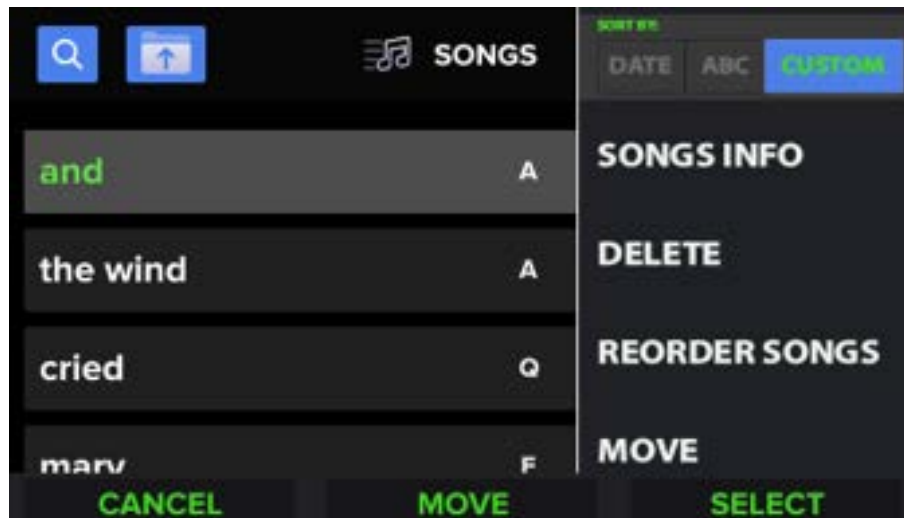 SONGS
and A
the wind A
cried Q
mary F
SORT BY:
DATE ABC CUSTOM
SONGS INFO
DELETE
REORDER SONGS
MOVE
CANCEL MOVE SELECT